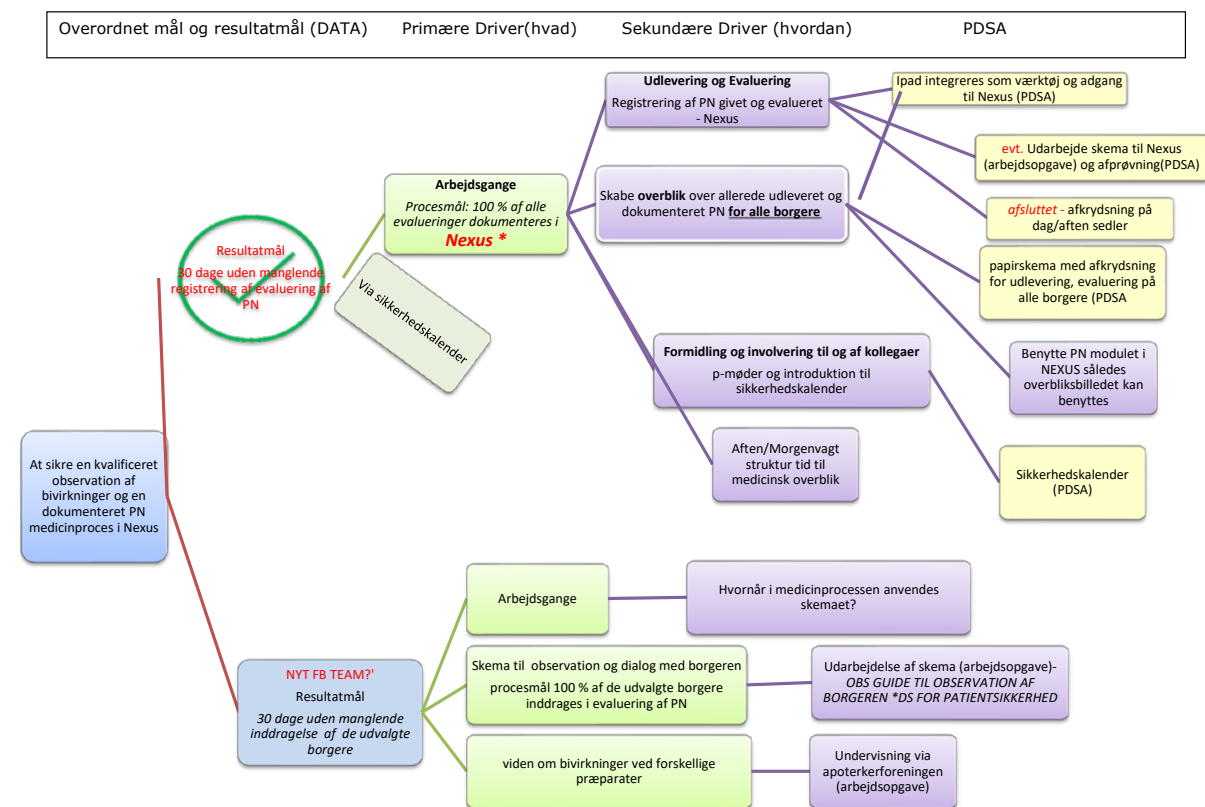 Overordnet mål og resultatmål (DATA) Primære Driver(hvad) Sekundære Driver (hvordan) PDSA
Udlevering og Evaluering
Registrering af PN givet og evalueret
- Nexus
Ipad integreres som værktøj og adgang
til Nexus (PDSA)
evt. Udarbejde skema til Nexus
(arbejdsopgave) og afprøvning(PDSA)
Arbejdsgange
Procesmål: 100 % af alle
evalueringer dokumenteres i
Nexus *
Skabe overblik over allerede udleveret og
dokumenteret PN for alle borgere
afsluttet - afkrydsning på
dag/aften sedler
Resultatmål
30 dage uden manglende
registrering af evaluering af
PN
Via sikkerhedskalender
papirskema med afkrydsning
for udlevering, evaluering på
alle borgere (PDSA
Formidling og involvering til og af kollegaer
p-møder og introduktion til
sikkerhedskalender
Benytte PN modulet i
NEXUS således
overbliksbilledet kan
benyttes
At sikre en kvalificeret
observation af
bivirkninger og en
dokumenteret PN
medicinproces i Nexus
Aften/Morgenvagt
struktur tid til
medicinsk overblik
Sikkerhedskalender
(PDSA)
Arbejdsgange
Hvornår i medicinprocessen anvendes
skemaet?
NYT FB TEAM?'
Resultatmål
30 dage uden manglende
inddragelse af de udvalgte
borgere
Skema til observation og dialog med borgeren
procesmål 100 % af de udvalgte borgere
inddrages i evaluering af PN
Udarbejdelse af skema (arbejdsopgave)-
OBS GUIDE TIL OBSERVATION AF
BORGEREN *DS FOR PATIENTSIKKERHED
viden om bivirkninger ved forskellige
præparater
Undervisning via
apoterkerforeningen
(arbejdsopgave)